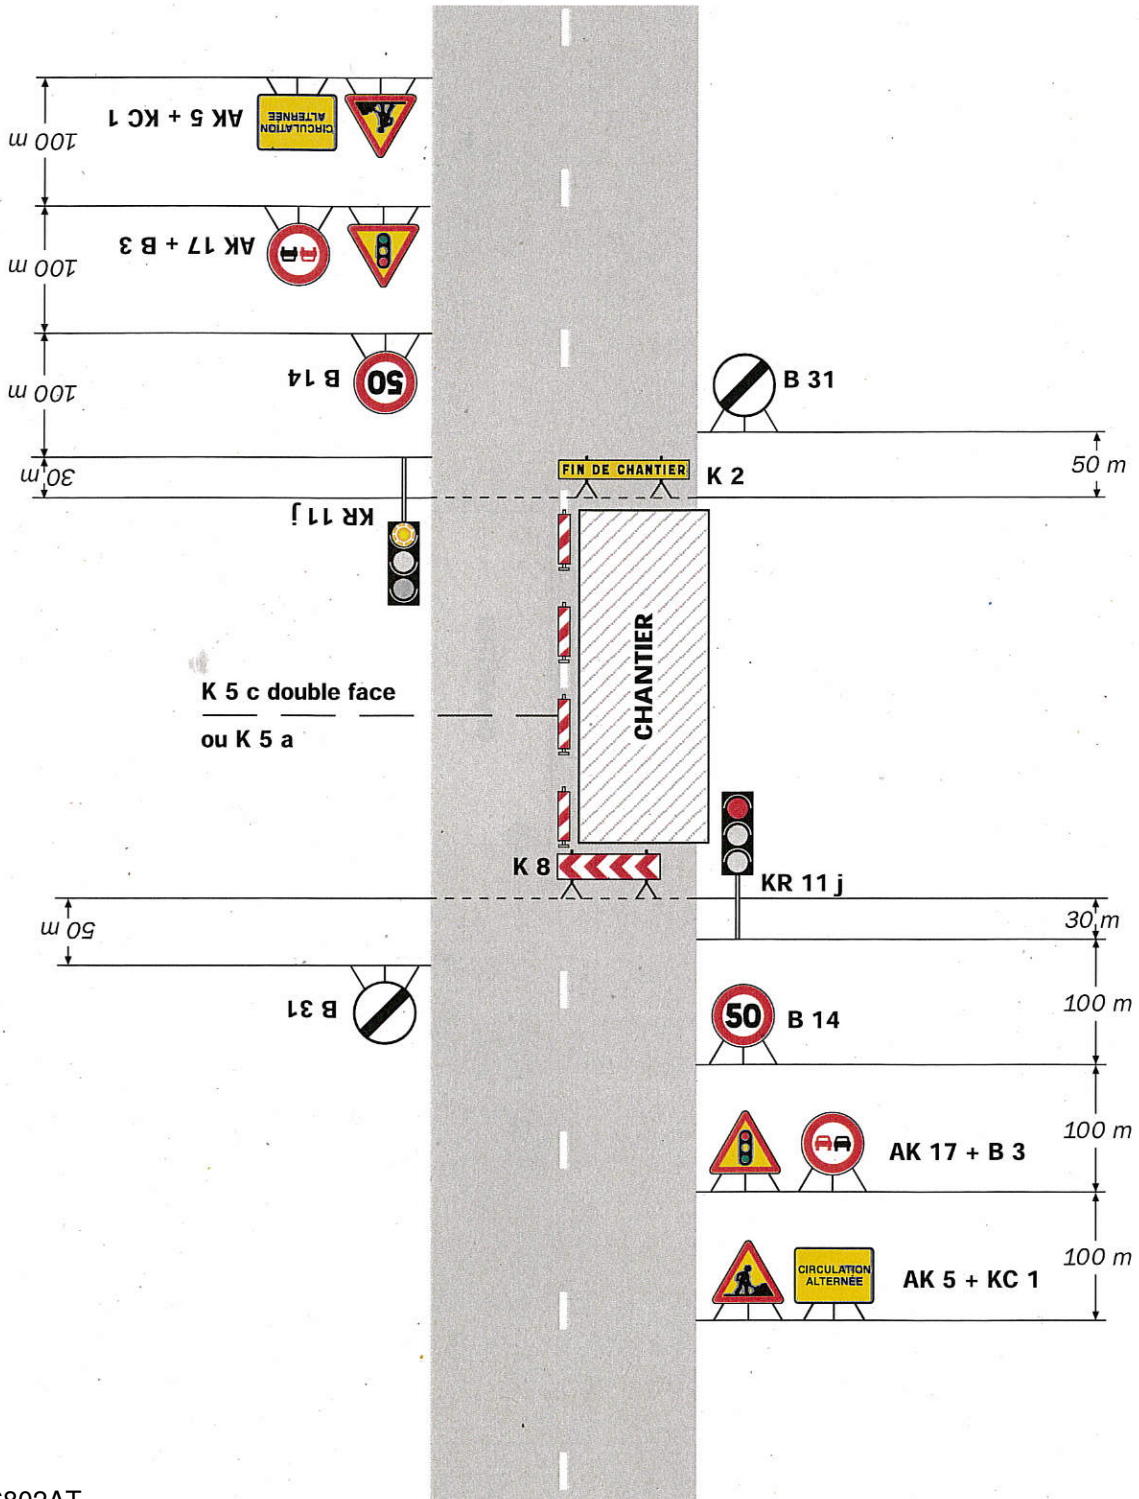 100 m
AK 5 + KC 1
CIRCULATION
ALTERNÉE
100 m
AK 17 + B 3
100 m
B 14
50
B 31
30 m
FIN DE CHANTIER
K 2
50 m
KR 11 j
CHANTIER
K 5 c double face
ou K 5 a
K 8
KR 11 j
50 m
30 m
B 31
50
B 14
100 m
AK 17 + B 3
100 m
CIRCULATION
ALTERNÉE
AK 5 + KC 1
100 m